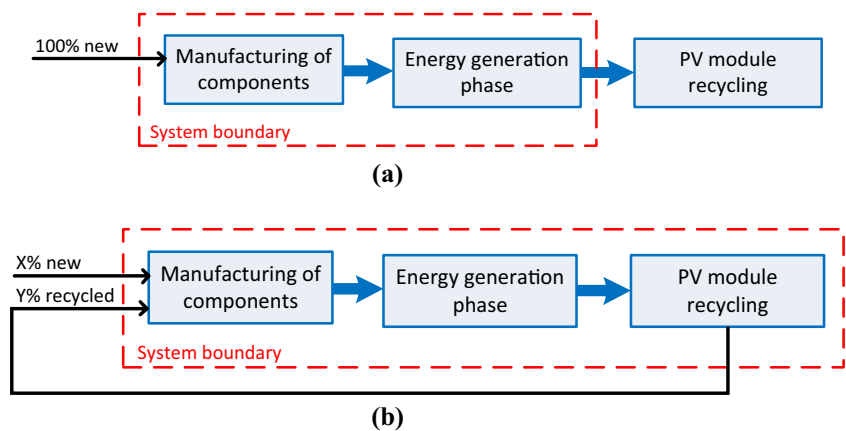 100% new
Manufacturing of
components
Energy generation
phase
PV module
recycling
System boundary
(a)
X% new
Y% recycled
Manufacturing of
components
Energy generation
phase
PV module
recycling
System boundary
(b)